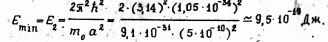 E_min = E_2 = 2π²ħ² / m_0 a² = 2·(3,14)²·(1,05·10⁻³⁴)² / 9,1·10⁻³¹·(5·10⁻¹⁰)² ≃ 9,5·10⁻¹⁹ Дж.